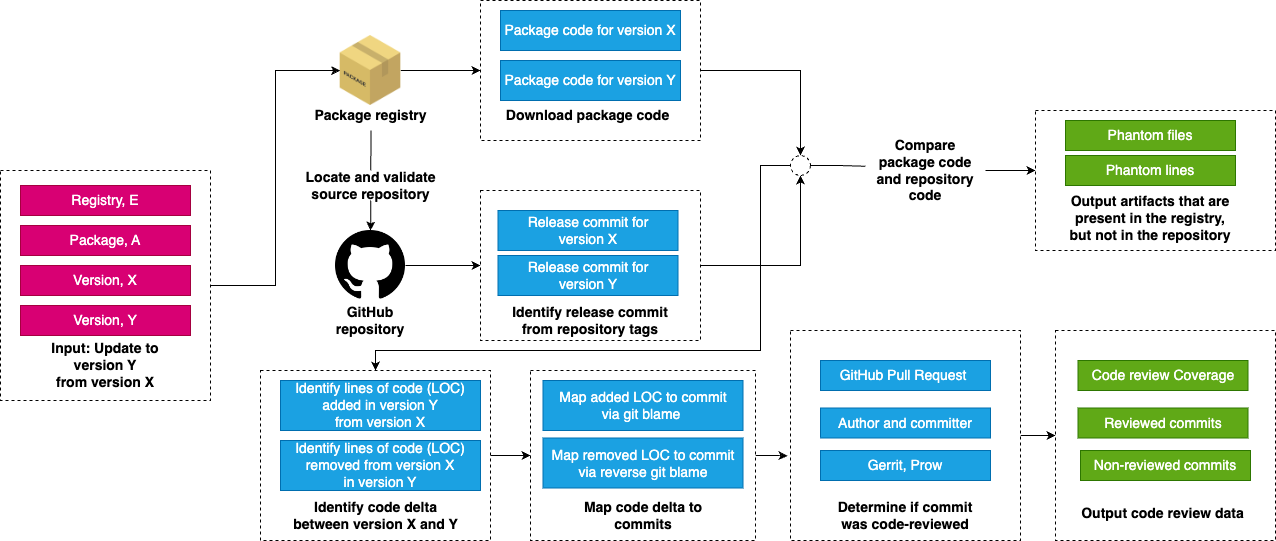 Registry, E
Package, A
Version, X
Version, Y
Input: Update to
version Y
from version X
PACKAGE
Package registry
Locate and validate
source repository
GitHub
repository
Package code for version X
Package code for version Y
Download package code
Release commit for
version X
Release commit for
version Y
Identify release commit
from repository tags
Compare
package code
and repository
code
Phantom files
Phantom lines
Output artifacts that are
present in the registry,
but not in the repository
Identify lines of code (LOC)
added in version Y
from version X
Identify lines of code (LOC)
removed from version X
in version Y
Identify code delta
between version X and Y
Map added LOC to commit
via git blame
Map removed LOC to commit
via reverse git blame
Map code delta to
commits
GitHub Pull Request
Author and committer
Gerrit, Prow
Determine if commit
was code-reviewed
Code review Coverage
Reviewed commits
Non-reviewed commits
Output code review data